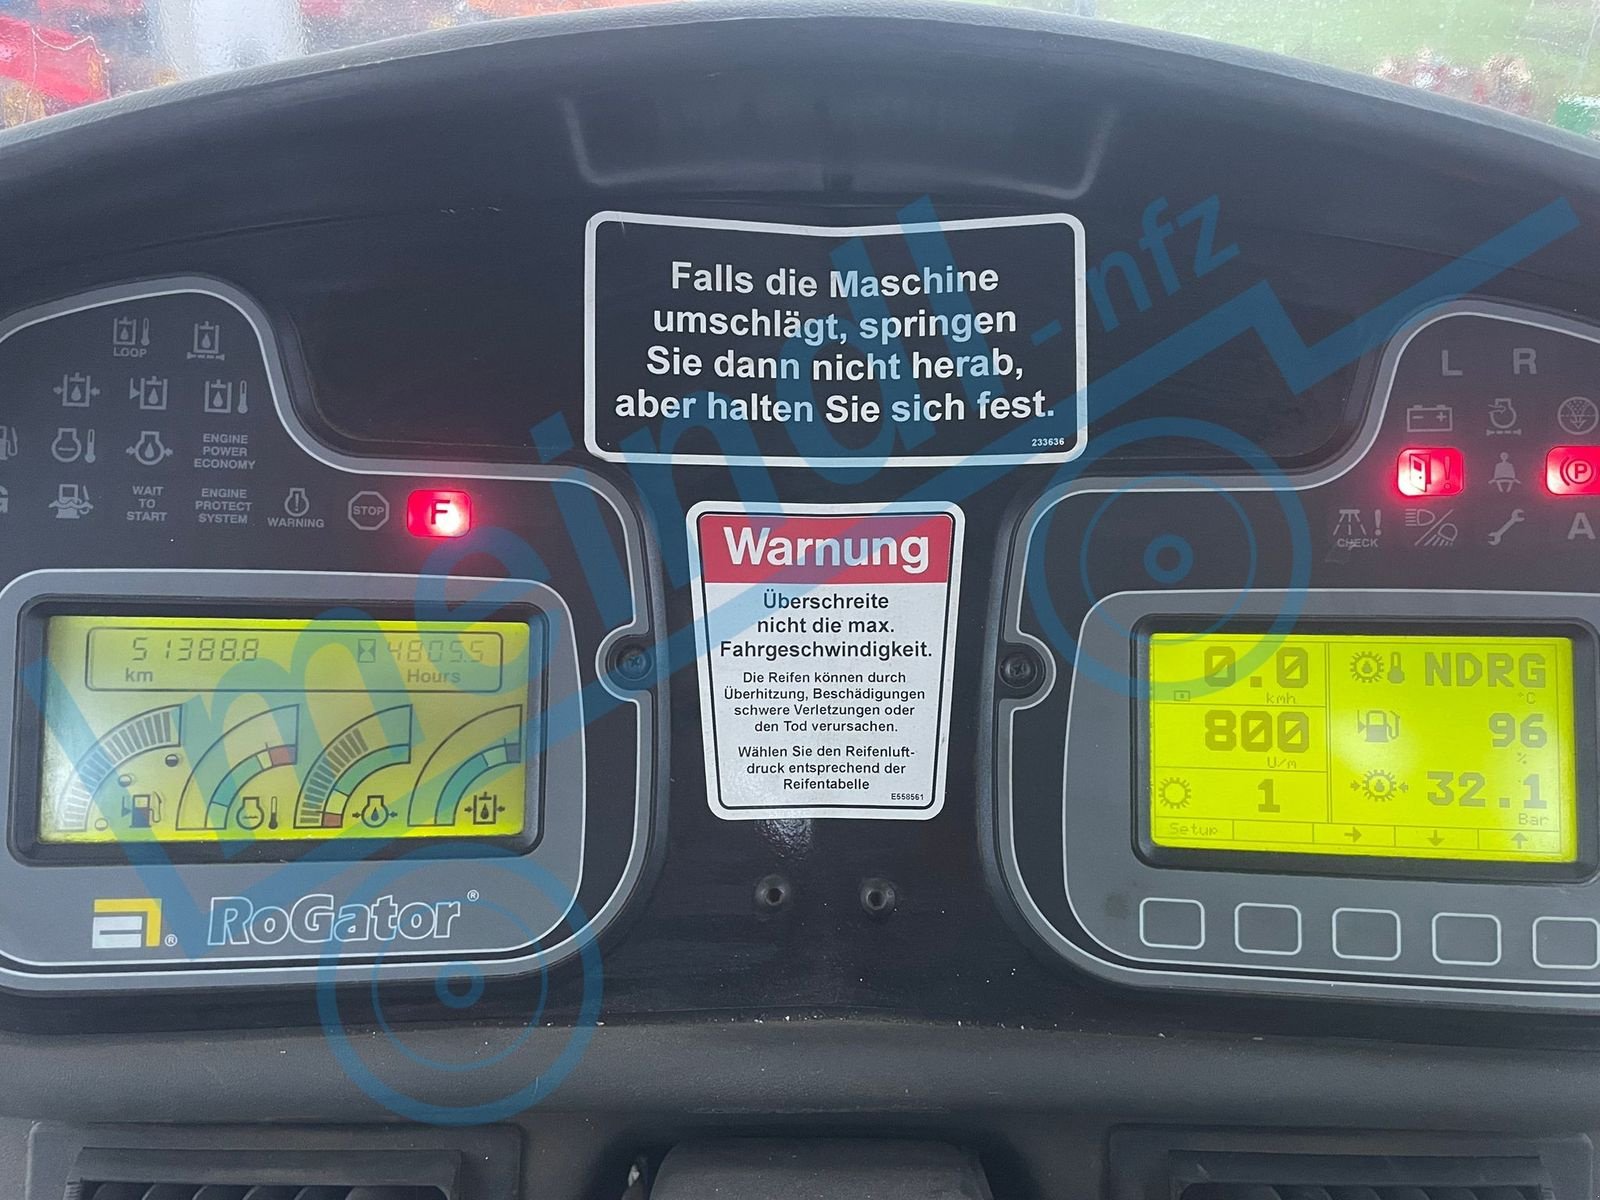 Falls die Maschine
umschlägt, springen
Sie dann nicht herab,
aber halten Sie sich fest.
233636
LOOP
ENGINE
POWER
ECONOMY
WAIT
TO
START
ENGINE
PROTECT
SYSTEM
WARNING
STOP
F
51388.8
km
4805.5
Hours
RoGator®
Warnung
Überschreite
nicht die max.
Fahrgeschwindigkeit.
Die Reifen können durch
Überhitzung, Beschädigungen
schwere Verletzungen oder
den Tod verursachen.
Wählen Sie den Reifenluft-
druck entsprechend der
Reifentabelle
E558561
L R
P
CHECK
A
0.0
kmh
800
U/m
1
NDRG
°C
96
%
32.1
Bar
Setup
meindl-nfz